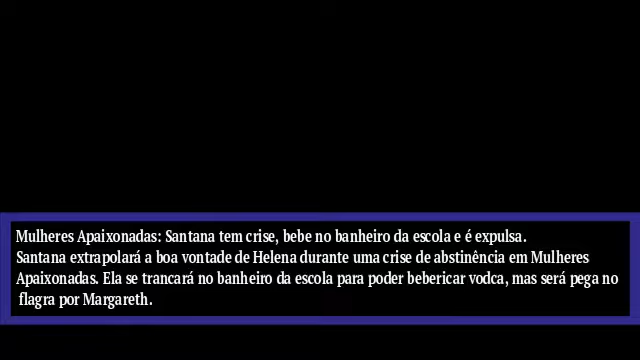 Mulheres Apaixonadas: Santana tem crise, bebe no banheiro da escola e é expulsa.
Santana extrapolará a boa vontade de Helena durante uma crise de abstinência em Mulheres
Apaixonadas. Ela se trancará no banheiro da escola para poder bebericar vodca, mas será pega no
flagra por Margareth.